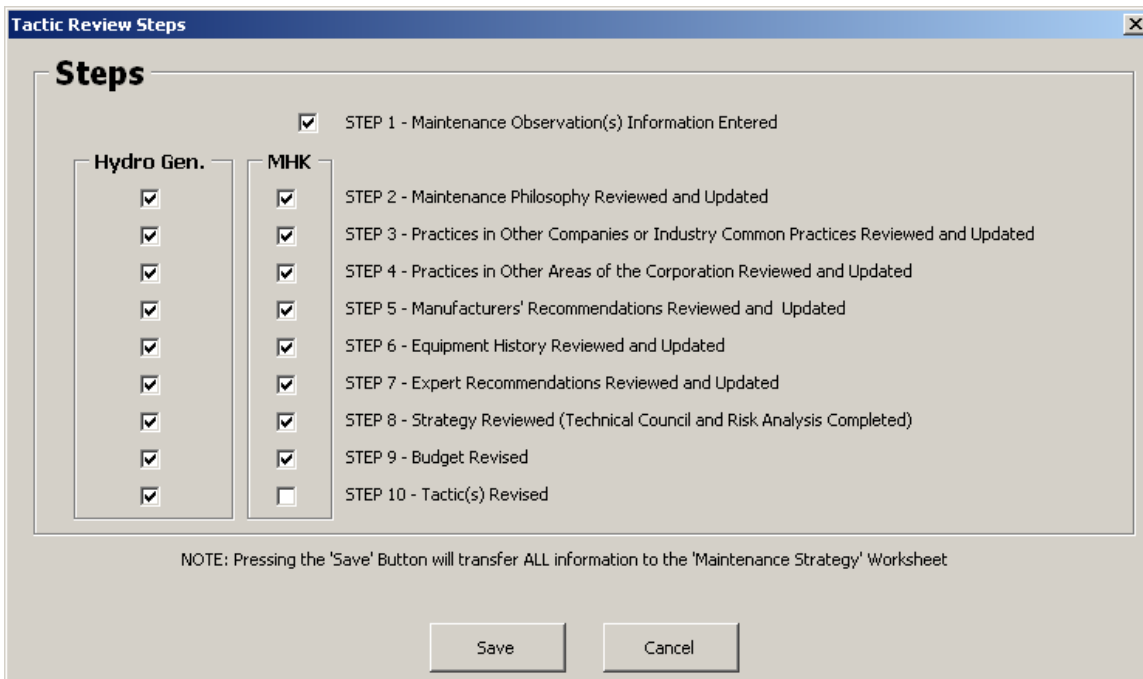 Tactic Review Steps
Steps
STEP 1 - Maintenance Observation(s) Information Entered
Hydro Gen. MHK
STEP 2 - Maintenance Philosophy Reviewed and Updated
STEP 3 - Practices in Other Companies or Industry Common Practices Reviewed and Updated
STEP 4 - Practices in Other Areas of the Corporation Reviewed and Updated
STEP 5 - Manufacturers' Recommendations Reviewed and  Updated
STEP 6 - Equipment History Reviewed and Updated
STEP 7 - Expert Recommendations Reviewed and Updated
STEP 8 - Strategy Reviewed (Technical Council and Risk Analysis Completed)
STEP 9 - Budget Revised
STEP 10 - Tactic(s) Revised
NOTE: Pressing the 'Save' Button will transfer ALL information to the 'Maintenance Strategy' Worksheet
Save Cancel